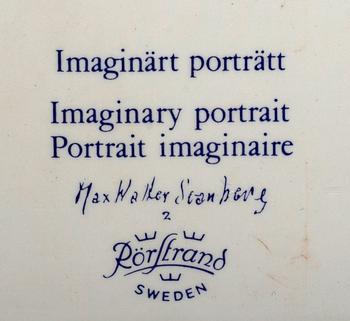 Imaginärt porträtt
Imaginary portrait
Portrait imaginaire
Max Walter Svanberg
2
Rörstrand
SWEDEN